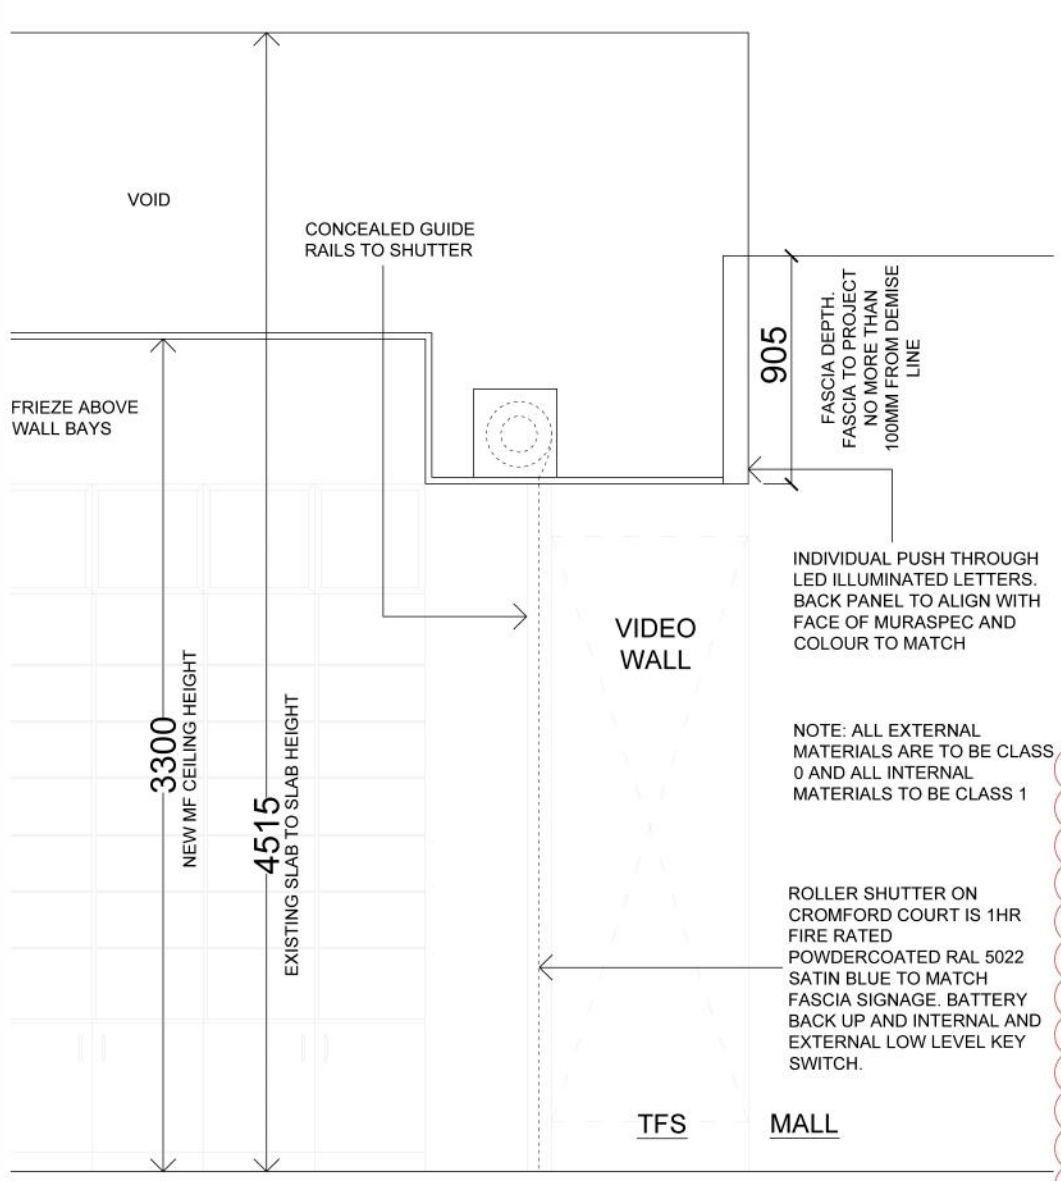 VOID
CONCEALED GUIDE
RAILS TO SHUTTER
FRIEZE ABOVE
WALL BAYS
905
FASCIA DEPTH.
FASCIA TO PROJECT
NO MORE THAN
100MM FROM DEMISE
LINE
INDIVIDUAL PUSH THROUGH
LED ILLUMINATED LETTERS.
BACK PANEL TO ALIGN WITH
FACE OF MURASPEC AND
COLOUR TO MATCH
VIDEO
WALL
3300
NEW MF CEILING HEIGHT
4515
EXISTING SLAB TO SLAB HEIGHT
NOTE: ALL EXTERNAL
MATERIALS ARE TO BE CLASS
0 AND ALL INTERNAL
MATERIALS TO BE CLASS 1
ROLLER SHUTTER ON
CROMFORD COURT IS 1HR
FIRE RATED
POWDERCOATED RAL 5022
SATIN BLUE TO MATCH
FASCIA SIGNAGE. BATTERY
BACK UP AND INTERNAL AND
EXTERNAL LOW LEVEL KEY
SWITCH.
TFS
MALL